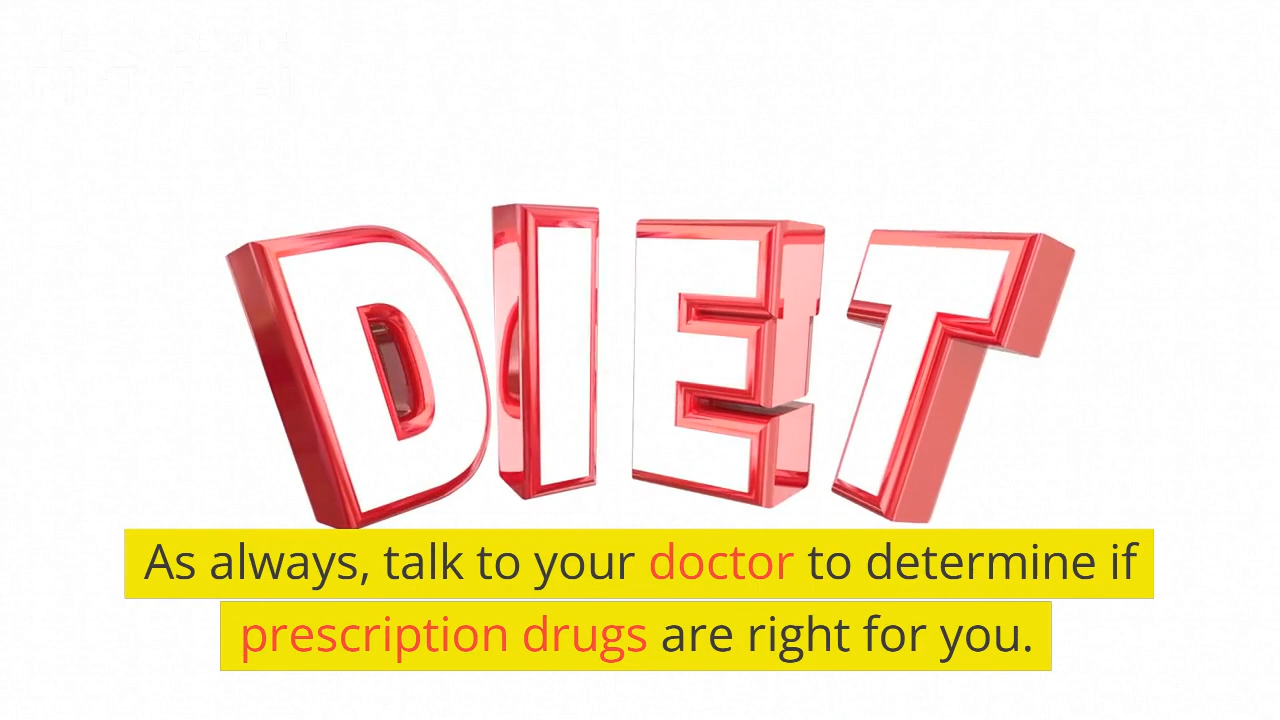 DIET
As always, talk to your doctor to determine if
prescription drugs are right for you.